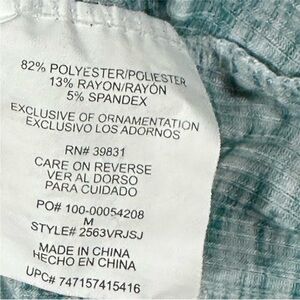 82% POLYESTER/POLIESTER
13% RAYON/RAYÓN
5% SPANDEX
EXCLUSIVE OF ORNAMENTATION
EXCLUSIVO LOS ADORNOS
RN# 39831
CARE ON REVERSE
VER AL DORSO
PARA CUIDADO
PO# 100-00054208
M
STYLE# 2563VRJSJ
MADE IN CHINA
HECHO EN CHINA
UPC# 747157415416